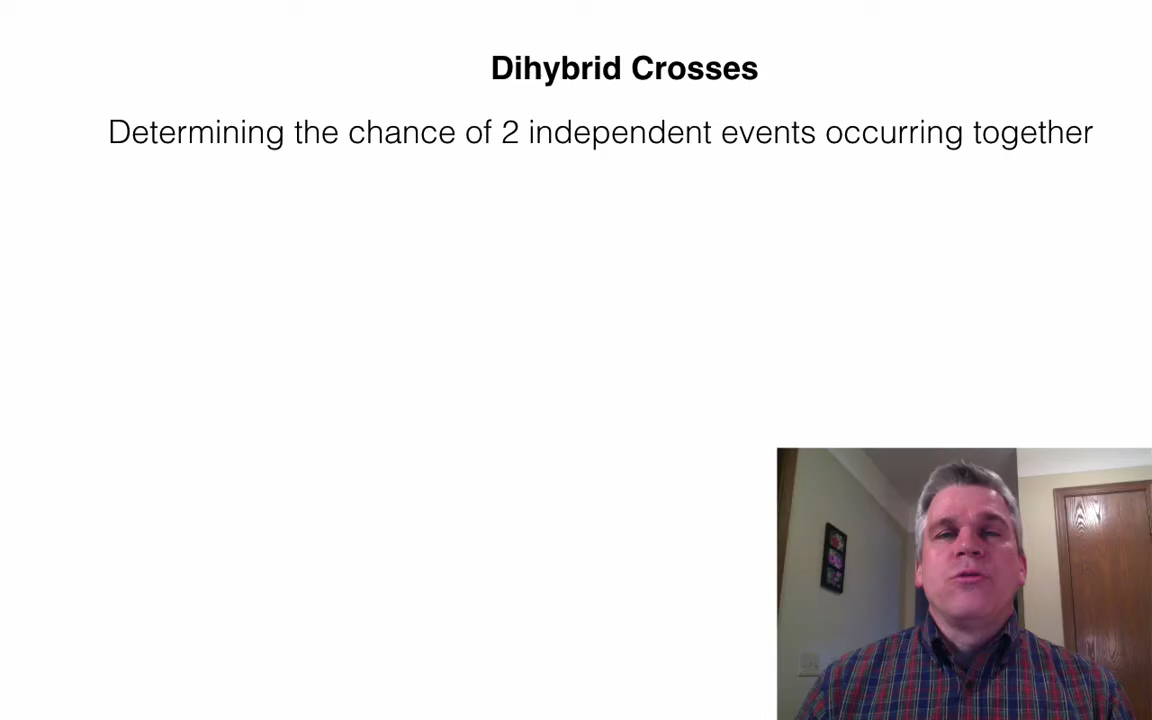 Dihybrid Crosses
Determining the chance of 2 independent events occurring together